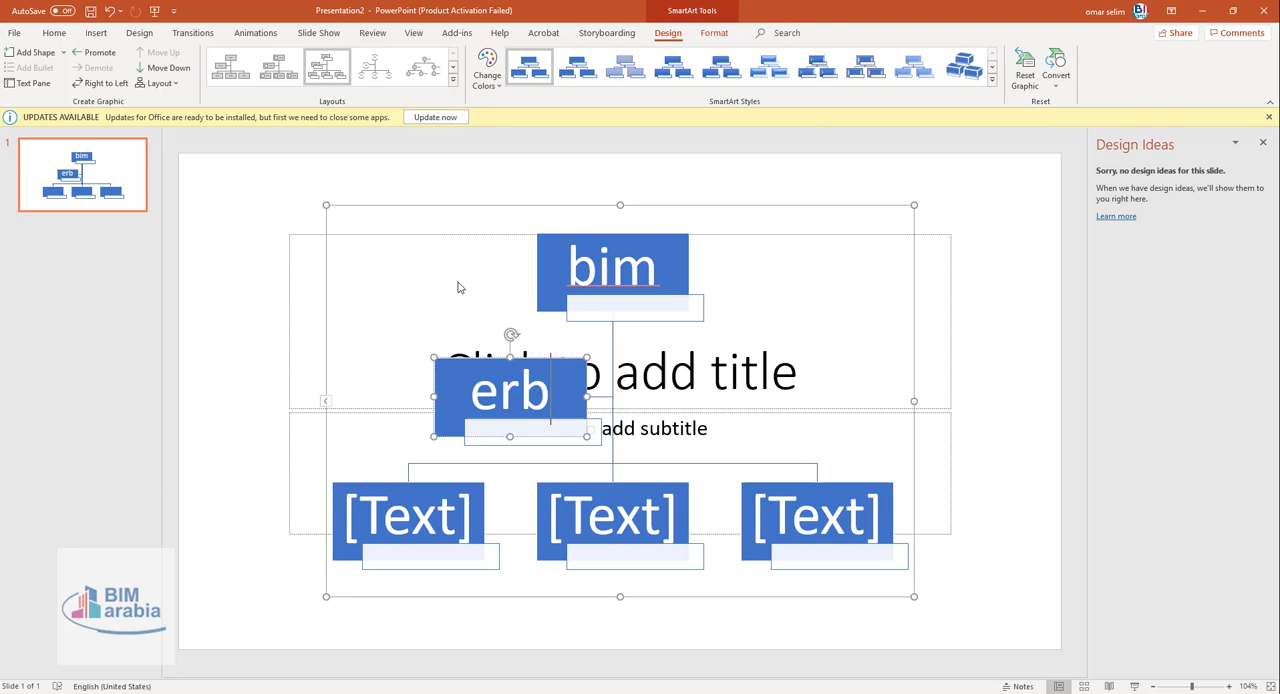 AutoSave Off
Presentation2 - PowerPoint (Product Activation Failed)
SmartArt Tools
omar selim
File Home Insert Design Transitions Animations Slide Show Review View Add-ins Help Acrobat Storyboarding Design Format Search
Share Comments
Add Shape Promote Move Up
Add Bullet Demote Move Down
Text Pane Right to Left Layout
Create Graphic
Layouts
Change
Colors
SmartArt Styles
Reset
Graphic
Convert
Reset
UPDATES AVAILABLE Updates for Office are ready to be installed, but first we need to close some apps. Update now
1
bim
erb
Design Ideas
Sorry, no design ideas for this slide.
When we have design ideas, we'll show them to
you right here.
Learn more
bim
to add title
erb
add subtitle
[Text] [Text] [Text]
BIM
arabia
Slide 1 of 1 English (United States)
Notes
104%